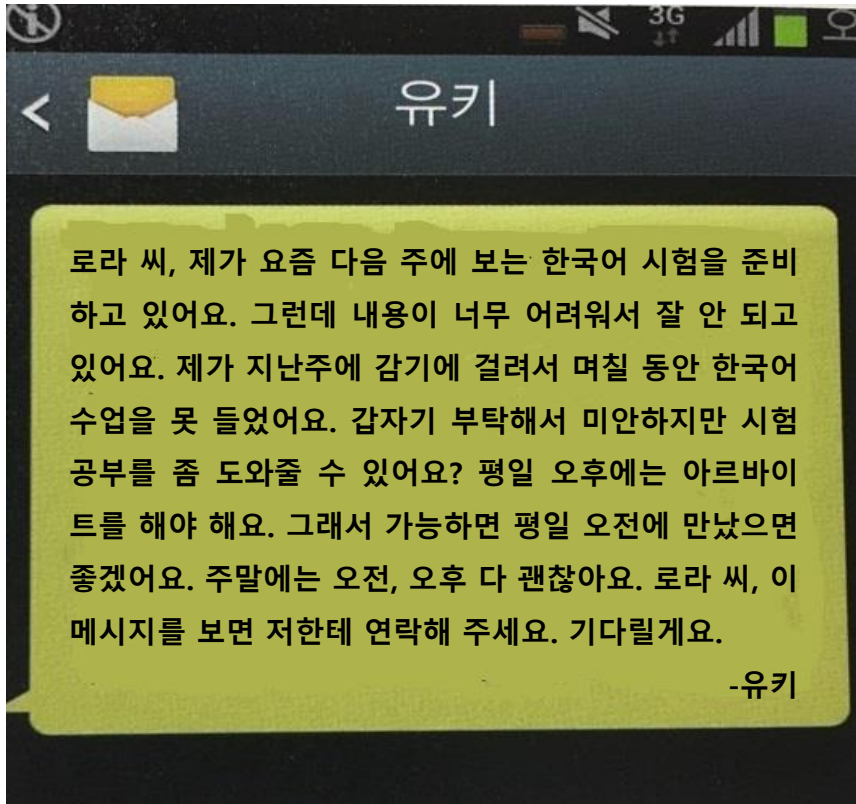 3G
유키
로라 씨, 제가 요즘 다음 주에 보는 한국어 시험을 준비
하고 있어요. 그런데 내용이 너무 어려워서 잘 안 되고
있어요. 제가 지난주에 감기에 걸려서 며칠 동안 한국어
수업을 못 들었어요. 갑자기 부탁해서 미안하지만 시험
공부를 좀 도와줄 수 있어요? 평일 오후에는 아르바이
트를 해야 해요. 그래서 가능하면 평일 오전에 만났으면
좋겠어요. 주말에는 오전, 오후 다 괜찮아요. 로라 씨, 이
메시지를 보면 저한테 연락해 주세요. 기다릴게요.
-유키